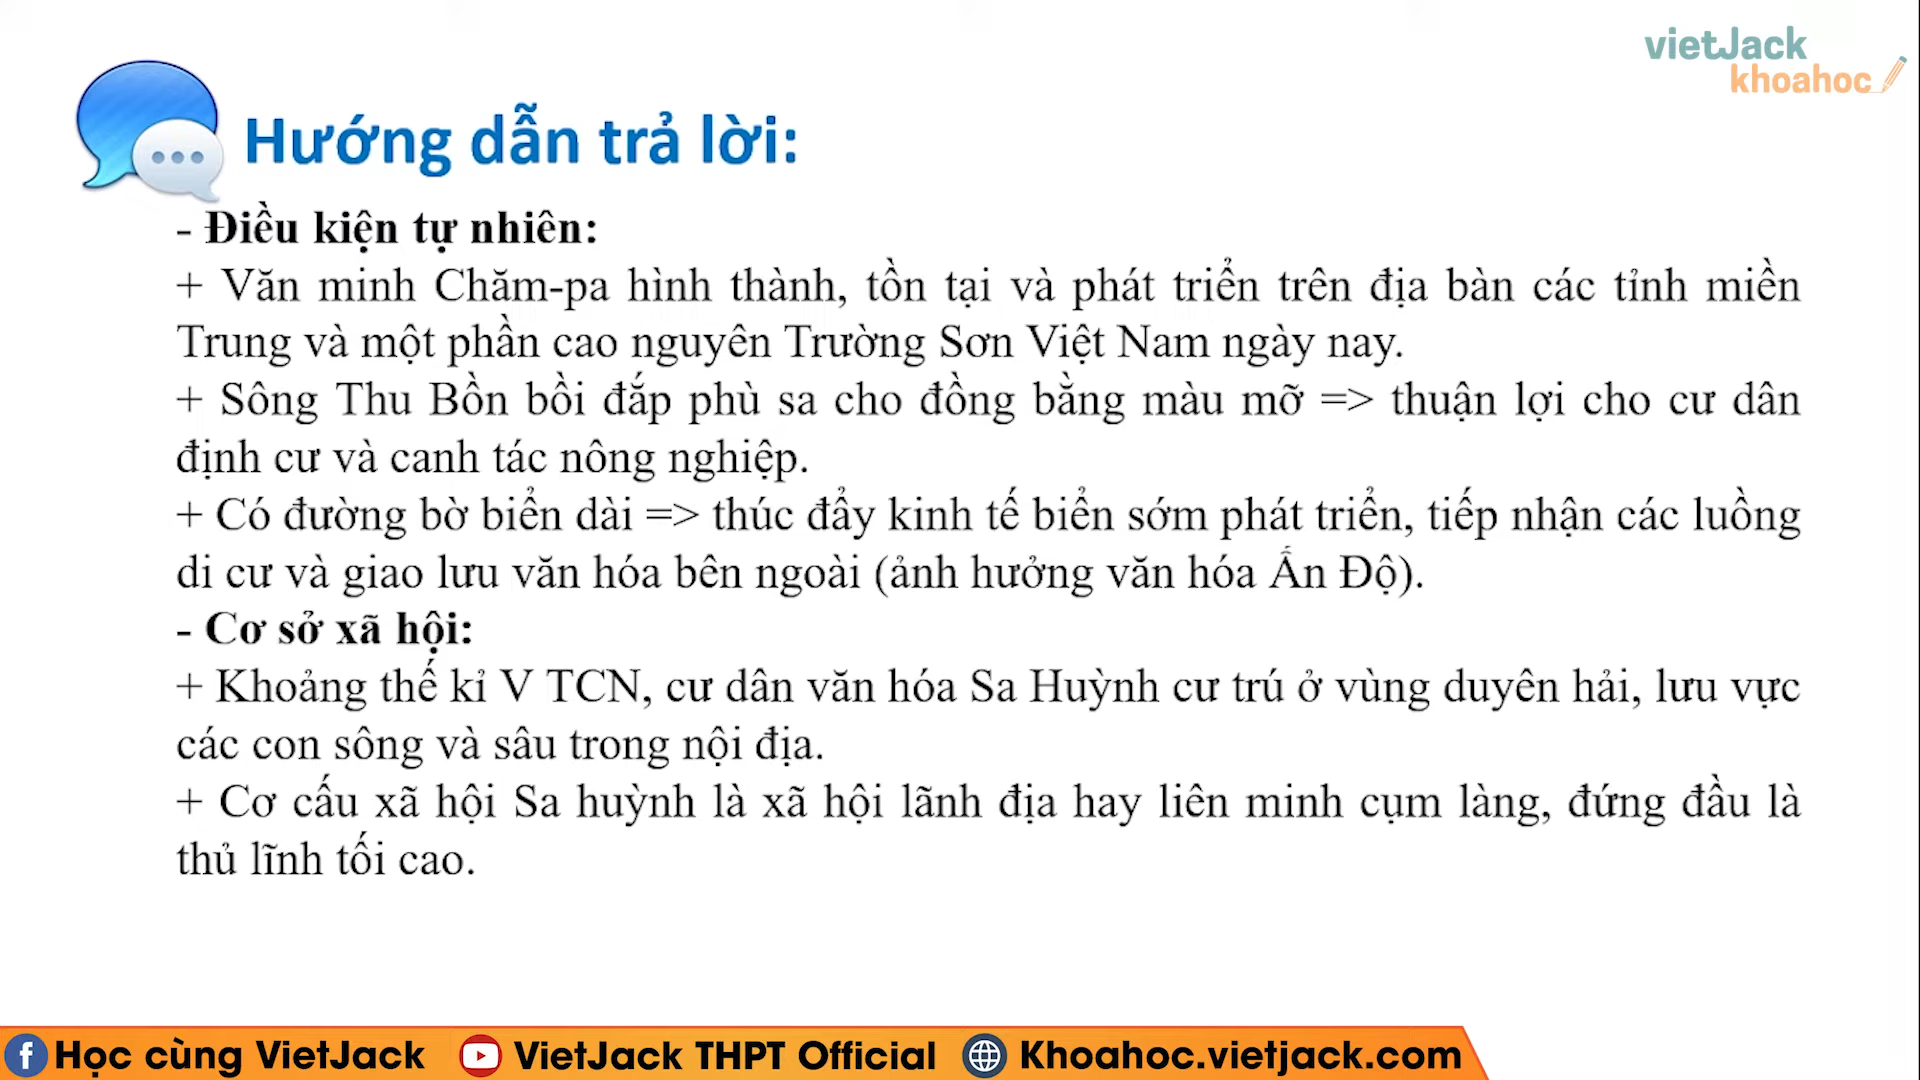 vietJack
khoahoc
Hướng dẫn trả lời:
- Điều kiện tự nhiên:
+ Văn minh Chăm-pa hình thành, tồn tại và phát triển trên địa bàn các tỉnh miền
Trung và một phần cao nguyên Trường Sơn Việt Nam ngày nay.
+ Sông Thu Bồn bồi đắp phù sa cho đồng bằng màu mỡ => thuận lợi cho cư dân
định cư và canh tác nông nghiệp.
+ Có đường bờ biển dài => thúc đẩy kinh tế biển sớm phát triển, tiếp nhận các luồng
di cư và giao lưu văn hóa bên ngoài (ảnh hưởng văn hóa Ấn Độ).
- Cơ sở xã hội:
+ Khoảng thế kỉ V TCN, cư dân văn hóa Sa Huỳnh cư trú ở vùng duyên hải, lưu vực
các con sông và sâu trong nội địa.
+ Cơ cấu xã hội Sa huỳnh là xã hội lãnh địa hay liên minh cụm làng, đứng đầu là
thủ lĩnh tối cao.
Học cùng VietJack VietJack THPT Official Khoahoc.vietjack.com